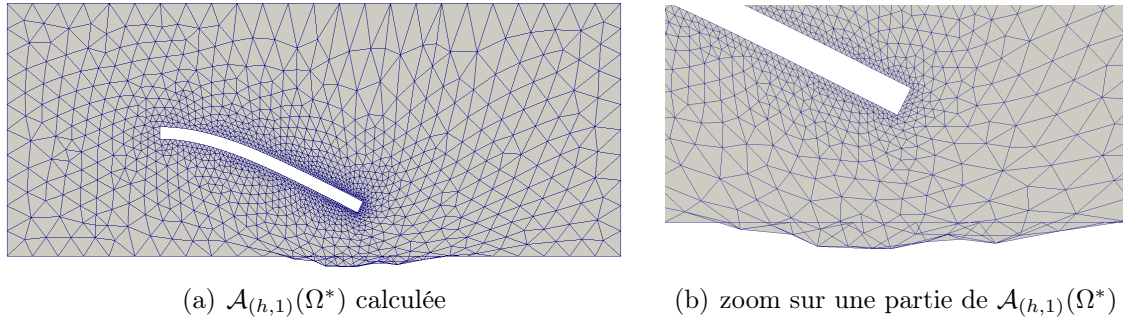 (a) $\mathcal{A}_{(h,1)}(\Omega^*)$ calculée
(b) zoom sur une partie de $\mathcal{A}_{(h,1)}(\Omega^*)$